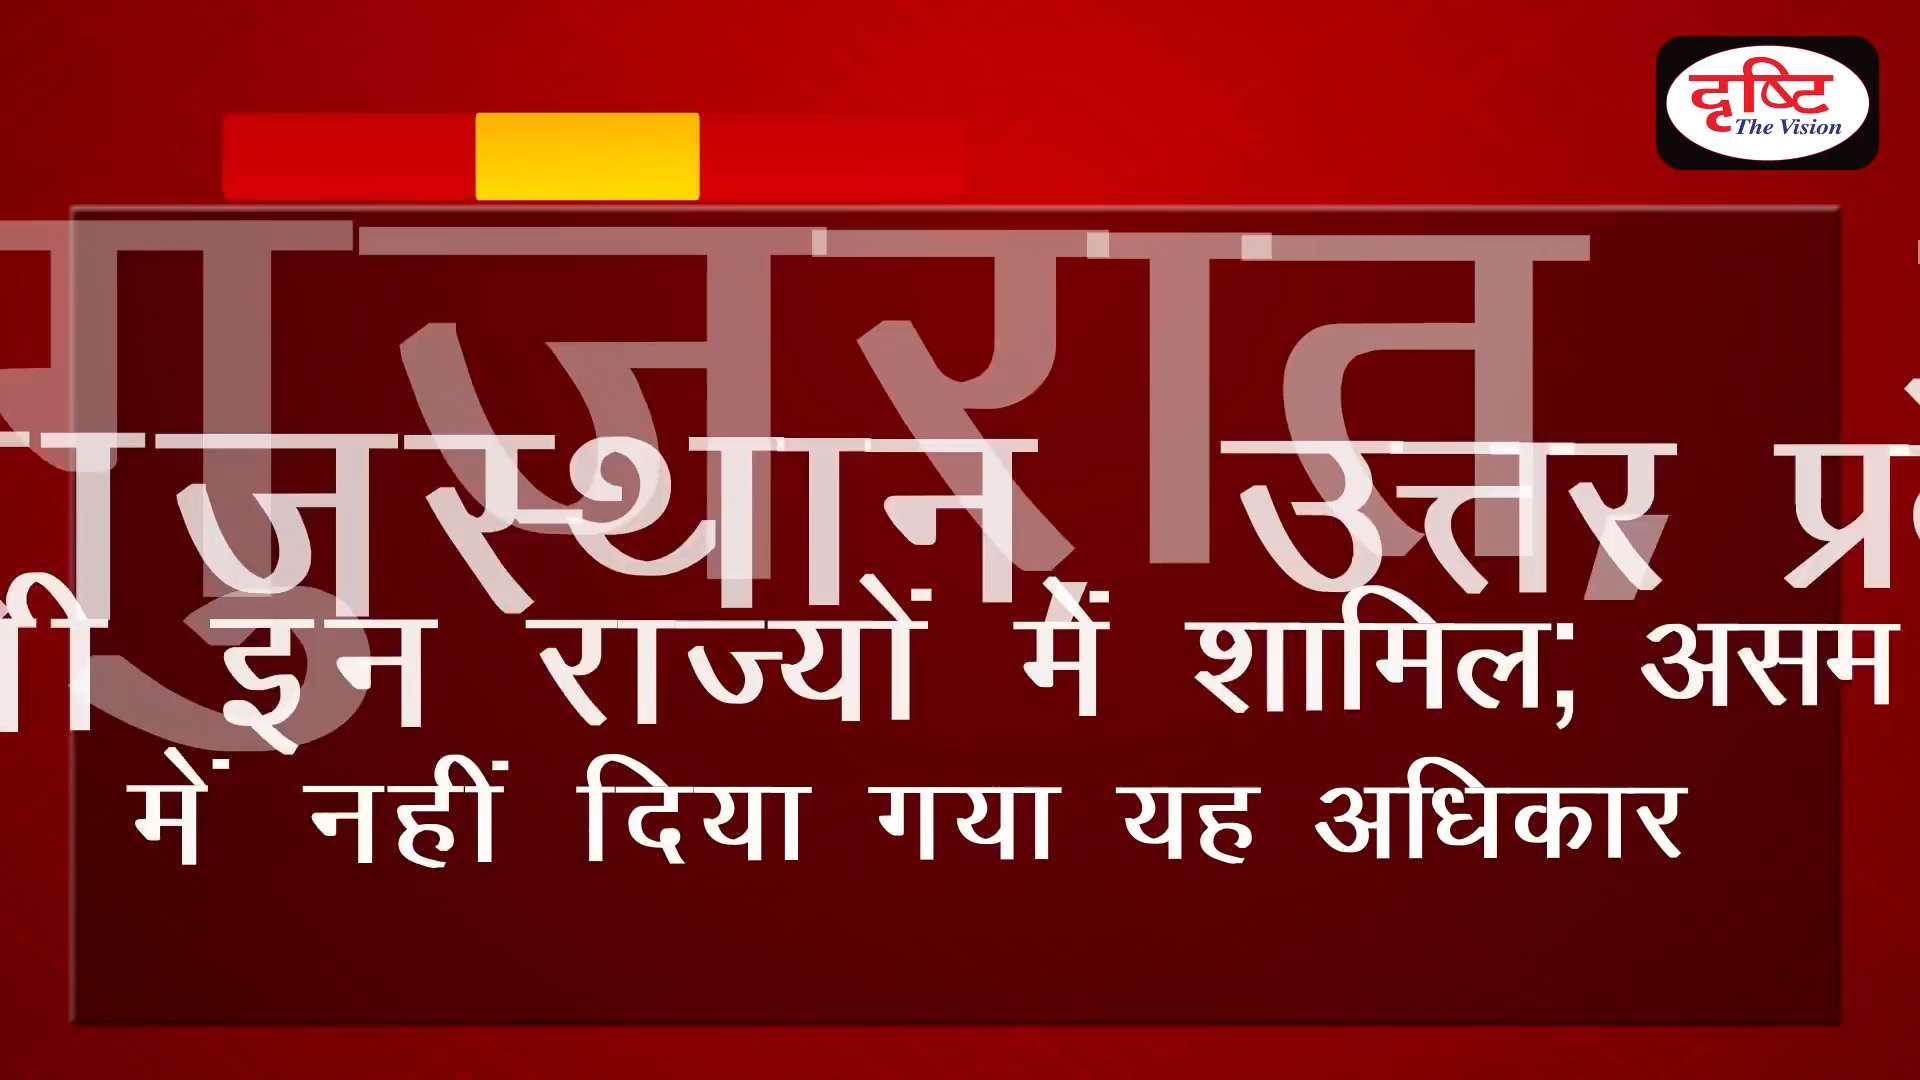 दृष्टि
The Vision
गुजरात,
राजस्थान, उत्तर
इन राज्यों में शामिल; असम
में नहीं दिया गया यह अधिकार